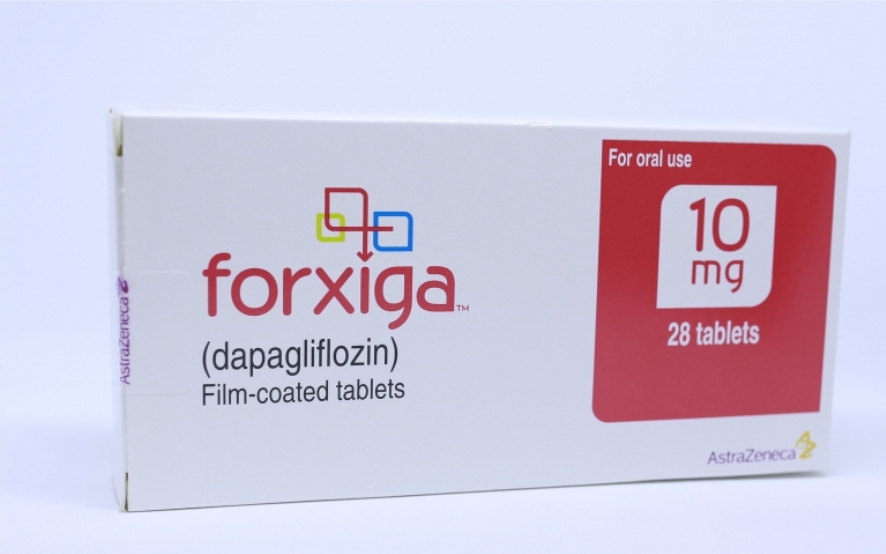 AstraZeneca
forxiga™
(dapagliflozin)
Film-coated tablets
For oral use
10
mg
28 tablets
AstraZeneca